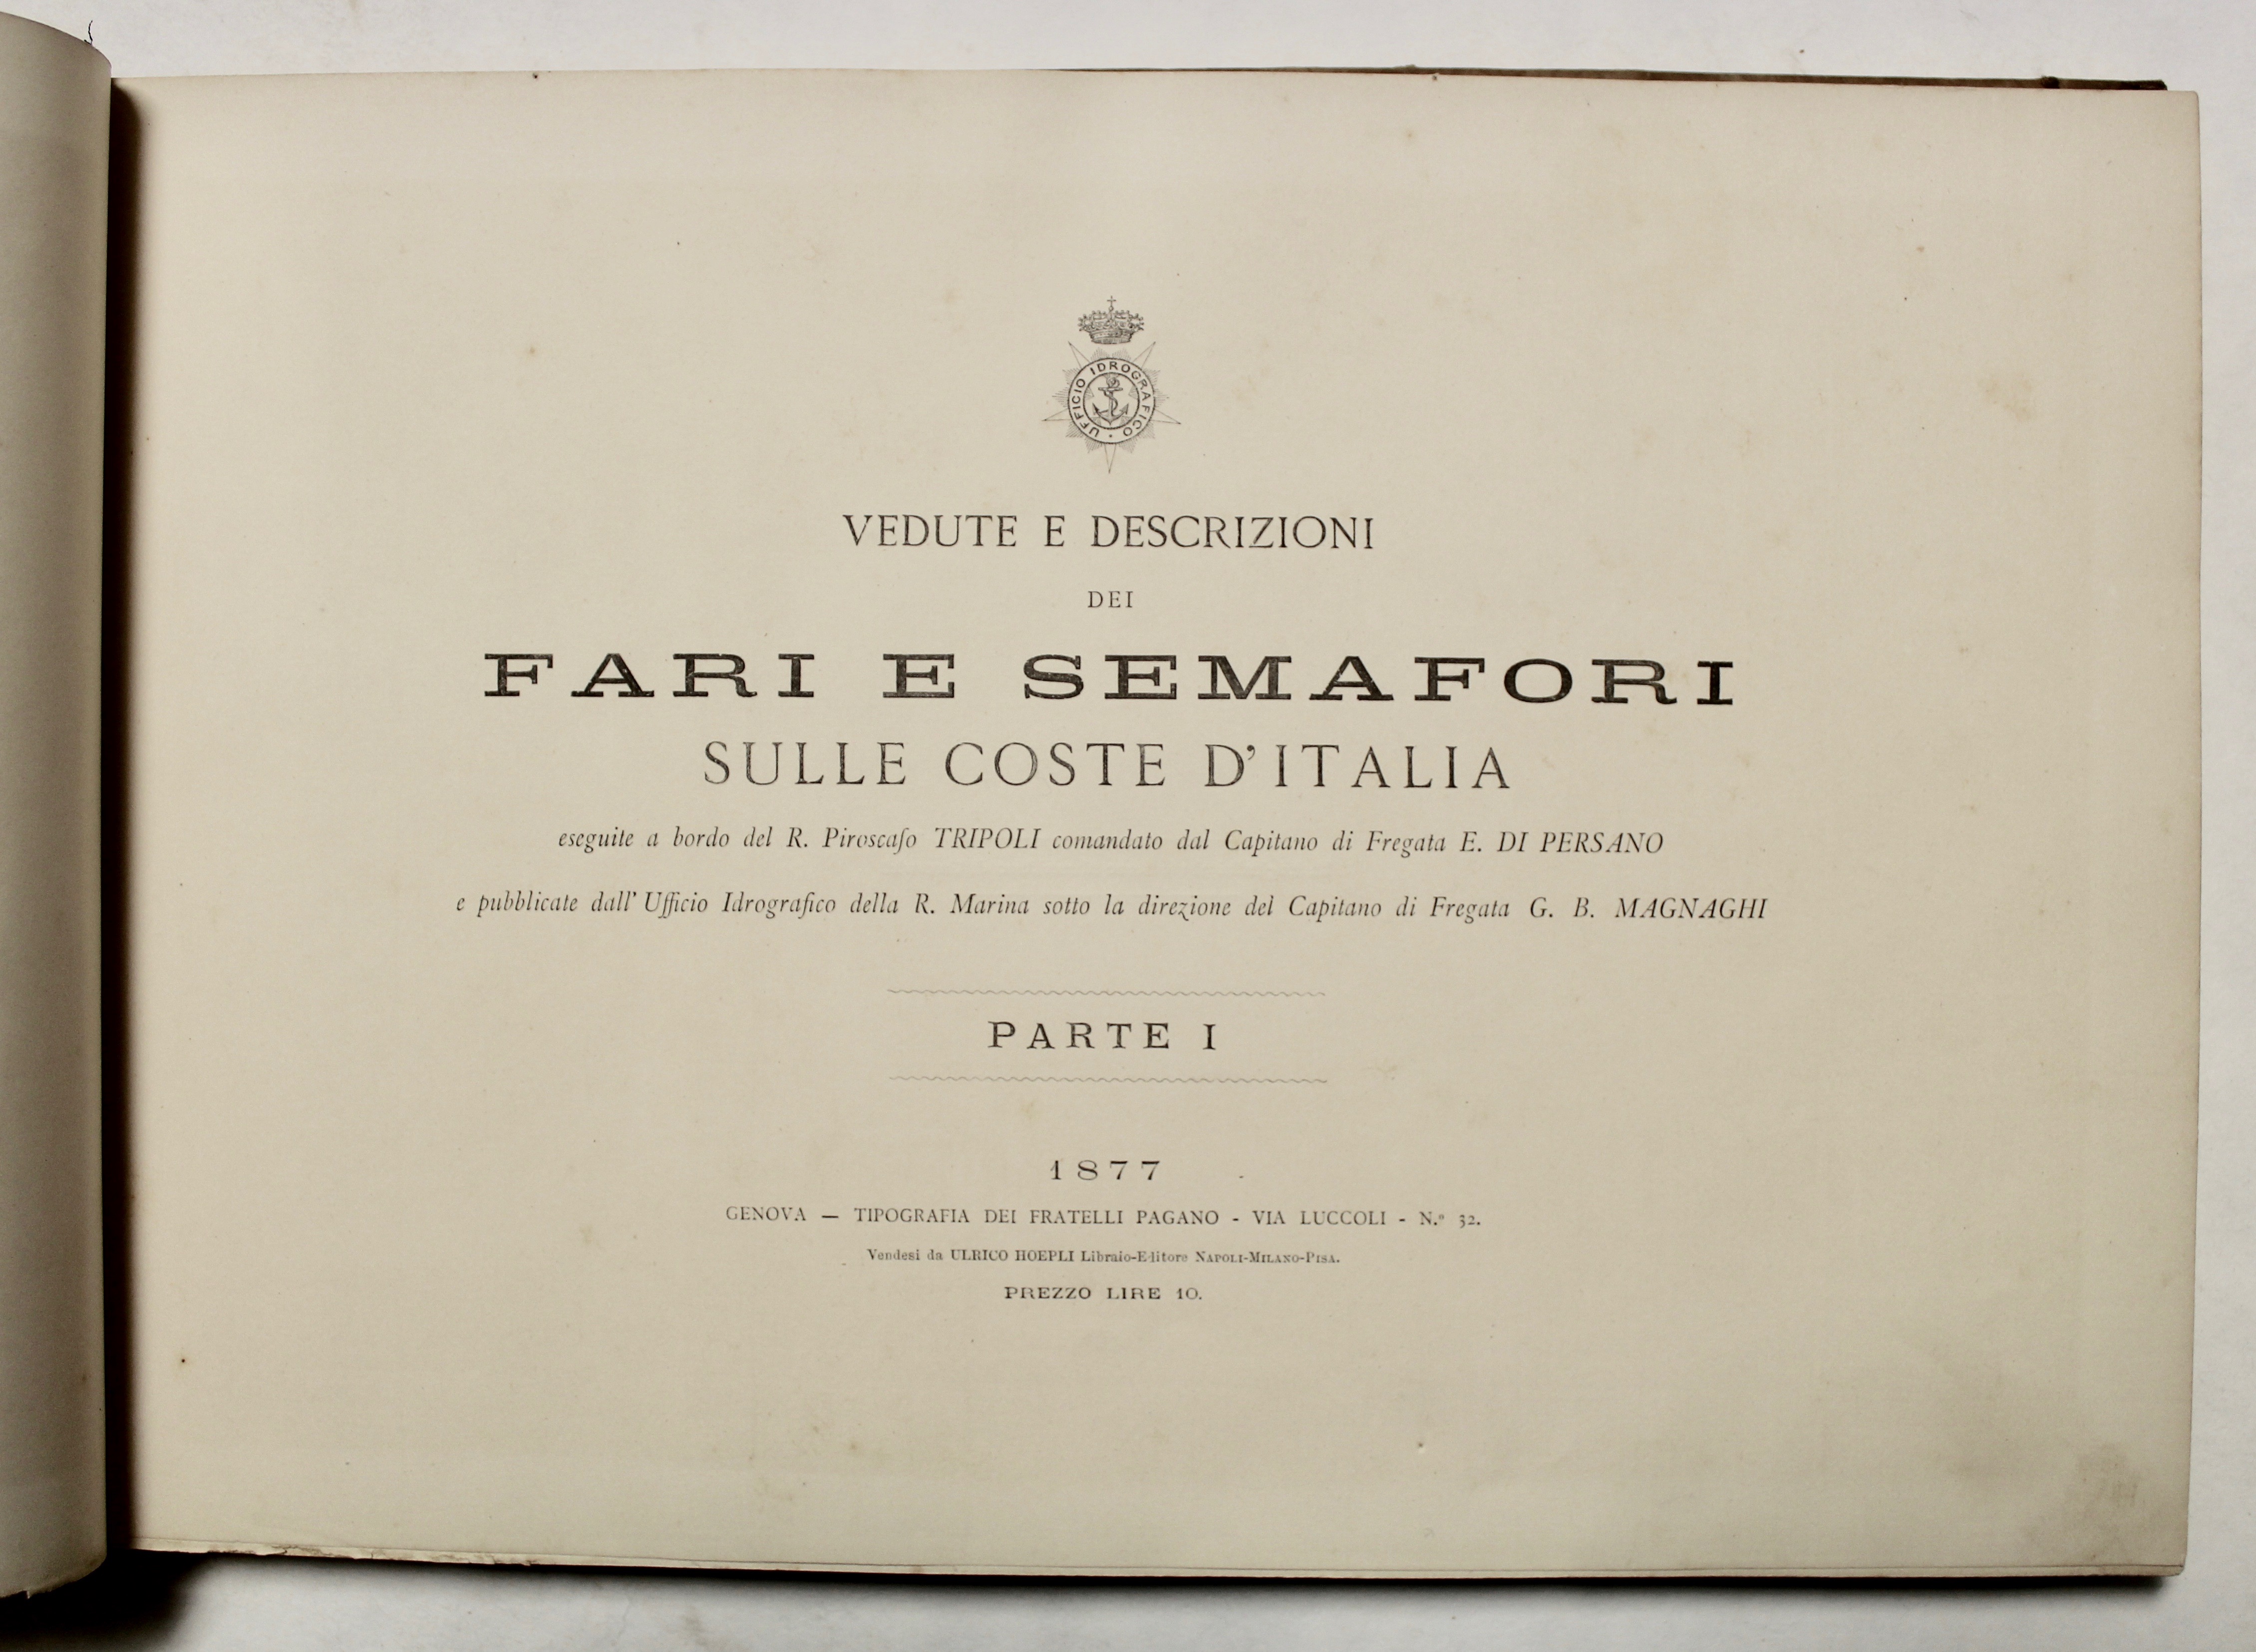 UFFICIO IDROGRAFICO
VEDUTE E DESCRIZIONI
DEI
FARI E SEMAFORI
SULLE COSTE D'ITALIA
eseguite a bordo del R. Piroscafo TRIPOLI comandato dal Capitano di Fregata E. DI PERSANO
e pubblicate dall' Ufficio Idrografico della R. Marina sotto la direzione del Capitano di Fregata G. B. MAGNAGHI
PARTE I
1877
GENOVA — TIPOGRAFIA DEI FRATELLI PAGANO - VIA LUCCOLI - N.º 32.
Vendesi da ULRICO HOEPLI Libraio-Editore NAPOLI-MILANO-PISA.
PREZZO LIRE 10.